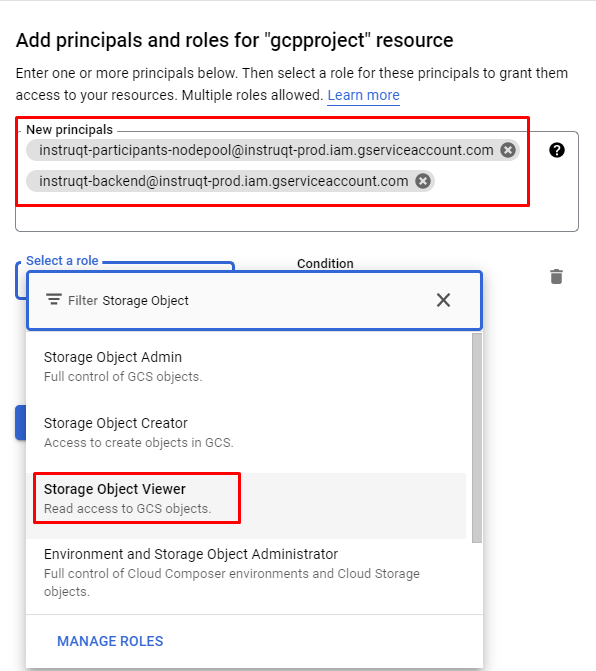 Add principals and roles for "gcpproject" resource
Enter one or more principals below. Then select a role for these principals to grant them
access to your resources. Multiple roles allowed. Learn more
New principals
instruqt-participants-nodepool@instruqt-prod.iam.gserviceaccount.com
instruqt-backend@instruqt-prod.iam.gserviceaccount.com
Select a role
Condition
Filter Storage Object
Storage Object Admin
Full control of GCS objects.
Storage Object Creator
Access to create objects in GCS.
Storage Object Viewer
Read access to GCS objects.
Environment and Storage Object Administrator
Full control of Cloud Composer environments and Cloud Storage
objects.
MANAGE ROLES